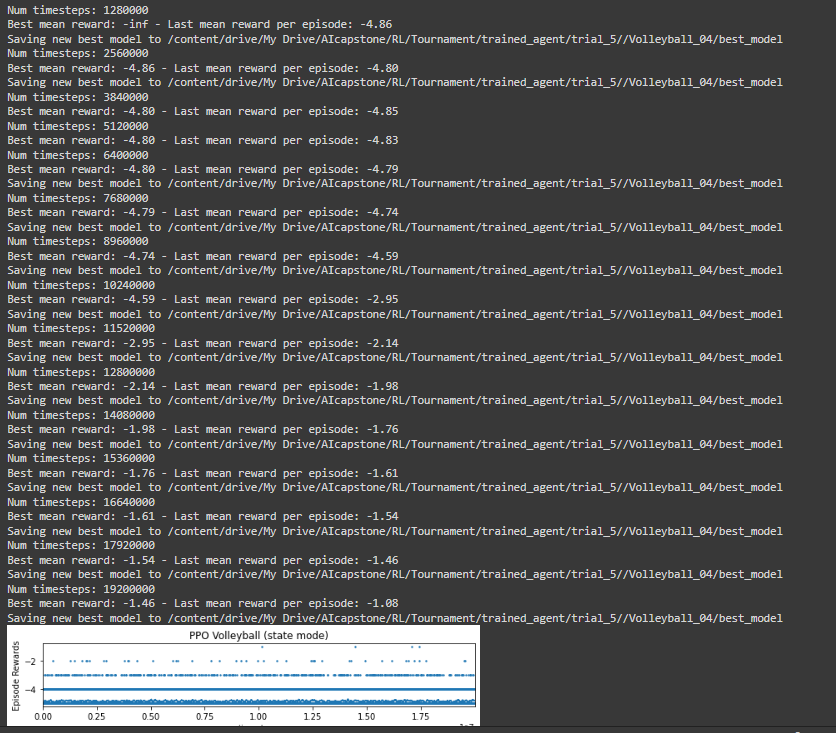 Num timesteps: 1280000
Best mean reward: -inf - Last mean reward per episode: -4.86
Saving new best model to /content/drive/My Drive/AIcapstone/RL/Tournament/trained_agent/trial_5//Volleyball_04/best_model
Num timesteps: 2560000
Best mean reward: -4.86 - Last mean reward per episode: -4.80
Saving new best model to /content/drive/My Drive/AIcapstone/RL/Tournament/trained_agent/trial_5//Volleyball_04/best_model
Num timesteps: 3840000
Best mean reward: -4.80 - Last mean reward per episode: -4.85
Num timesteps: 5120000
Best mean reward: -4.80 - Last mean reward per episode: -4.83
Num timesteps: 6400000
Best mean reward: -4.80 - Last mean reward per episode: -4.79
Saving new best model to /content/drive/My Drive/AIcapstone/RL/Tournament/trained_agent/trial_5//Volleyball_04/best_model
Num timesteps: 7680000
Best mean reward: -4.79 - Last mean reward per episode: -4.74
Saving new best model to /content/drive/My Drive/AIcapstone/RL/Tournament/trained_agent/trial_5//Volleyball_04/best_model
Num timesteps: 8960000
Best mean reward: -4.74 - Last mean reward per episode: -4.59
Saving new best model to /content/drive/My Drive/AIcapstone/RL/Tournament/trained_agent/trial_5//Volleyball_04/best_model
Num timesteps: 10240000
Best mean reward: -4.59 - Last mean reward per episode: -2.95
Saving new best model to /content/drive/My Drive/AIcapstone/RL/Tournament/trained_agent/trial_5//Volleyball_04/best_model
Num timesteps: 11520000
Best mean reward: -2.95 - Last mean reward per episode: -2.14
Saving new best model to /content/drive/My Drive/AIcapstone/RL/Tournament/trained_agent/trial_5//Volleyball_04/best_model
Num timesteps: 12800000
Best mean reward: -2.14 - Last mean reward per episode: -1.98
Saving new best model to /content/drive/My Drive/AIcapstone/RL/Tournament/trained_agent/trial_5//Volleyball_04/best_model
Num timesteps: 14080000
Best mean reward: -1.98 - Last mean reward per episode: -1.76
Saving new best model to /content/drive/My Drive/AIcapstone/RL/Tournament/trained_agent/trial_5//Volleyball_04/best_model
Num timesteps: 15360000
Best mean reward: -1.76 - Last mean reward per episode: -1.61
Saving new best model to /content/drive/My Drive/AIcapstone/RL/Tournament/trained_agent/trial_5//Volleyball_04/best_model
Num timesteps: 16640000
Best mean reward: -1.61 - Last mean reward per episode: -1.54
Saving new best model to /content/drive/My Drive/AIcapstone/RL/Tournament/trained_agent/trial_5//Volleyball_04/best_model
Num timesteps: 17920000
Best mean reward: -1.54 - Last mean reward per episode: -1.46
Saving new best model to /content/drive/My Drive/AIcapstone/RL/Tournament/trained_agent/trial_5//Volleyball_04/best_model
Num timesteps: 19200000
Best mean reward: -1.46 - Last mean reward per episode: -1.08
Saving new best model to /content/drive/My Drive/AIcapstone/RL/Tournament/trained_agent/trial_5//Volleyball_04/best_model
PPO Volleyball (state mode)
Episode Rewards
-2
-4
0.00 0.25 0.50 0.75 1.00 1.25 1.50 1.75